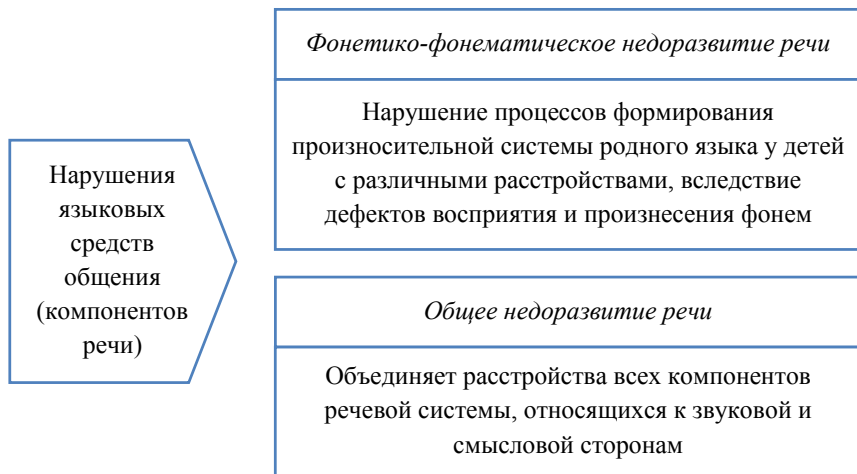 Нарушения
языковых
средств
общения
(компонентов
речи)
Фонетико-фонематическое недоразвитие речи
Нарушение процессов формирования
произносительной системы родного языка у детей
с различными расстройствами, вследствие
дефектов восприятия и произнесения фонем
Общее недоразвитие речи
Объединяет расстройства всех компонентов
речевой системы, относящихся к звуковой и
смысловой сторонам